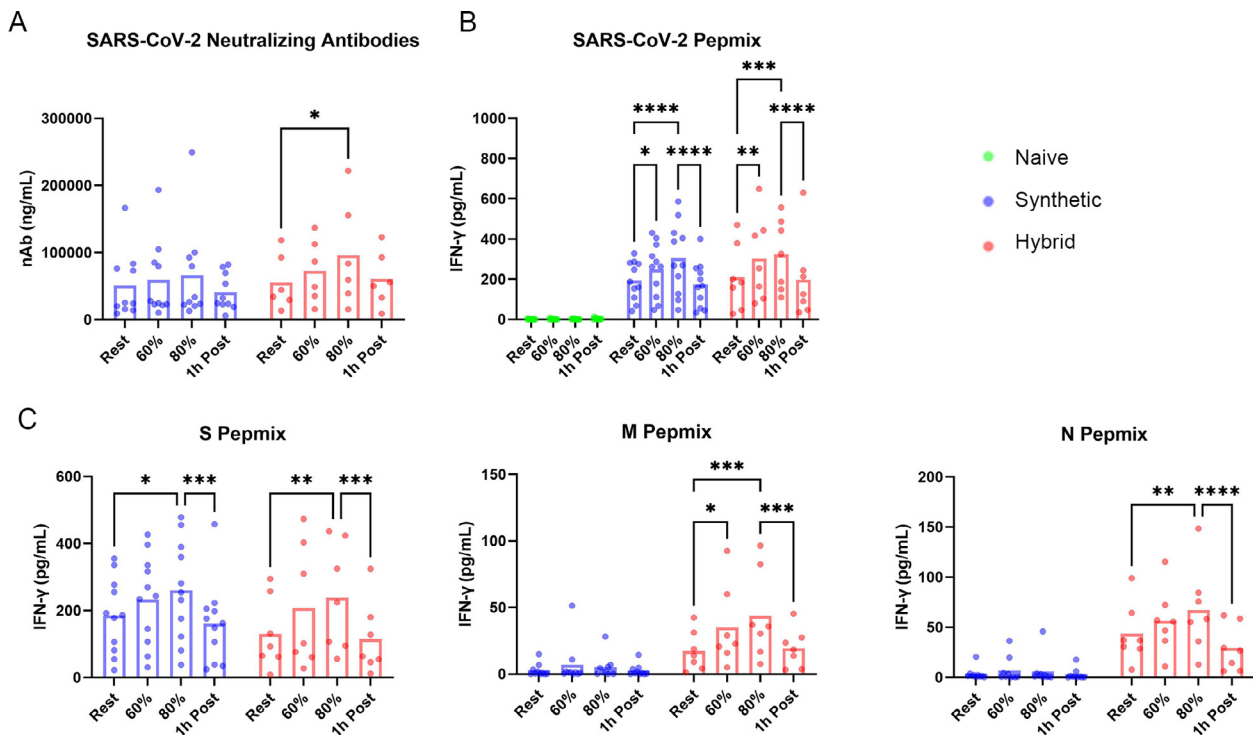 A
SARS-CoV-2 Neutralizing Antibodies
nAb (ng/mL)
300000
200000
100000
0
*
Rest 60% 80% 1h Post Rest 60% 80% 1h Post
B
SARS-CoV-2 Pepmix
IFN-γ (pg/mL)
1000
800
600
400
200
0
***
**** ****
* **** **
Rest 60% 80% 1h Post Rest 60% 80% 1h Post Rest 60% 80% 1h Post
Naive
Synthetic
Hybrid
C
S Pepmix
IFN-γ (pg/mL)
600
400
200
0
* *** ** ***
Rest 60% 80% 1h Post Rest 60% 80% 1h Post
M Pepmix
IFN-γ (pg/mL)
150
100
50
0
***
* ***
Rest 60% 80% 1h Post Rest 60% 80% 1h Post
N Pepmix
IFN-γ (pg/mL)
200
150
100
50
0
** ****
Rest 60% 80% 1h Post Rest 60% 80% 1h Post